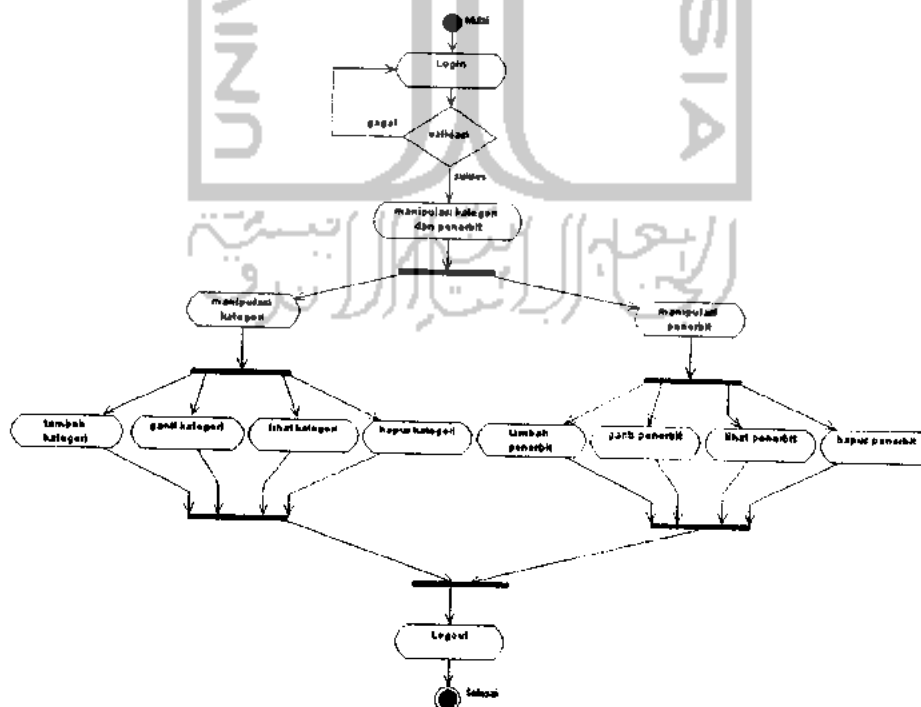 Mulai
Login
gagal
validasi
sukses
manipulasi kategori
dan penerbit
manipulasi
kategori
manipulasi
penerbit
tambah
kategori
ganti kategori
lihat kategori
hapus kategori
tambah
penerbit
ganti penerbit
lihat penerbit
hapus penerbit
Logout
Selesai
SIA